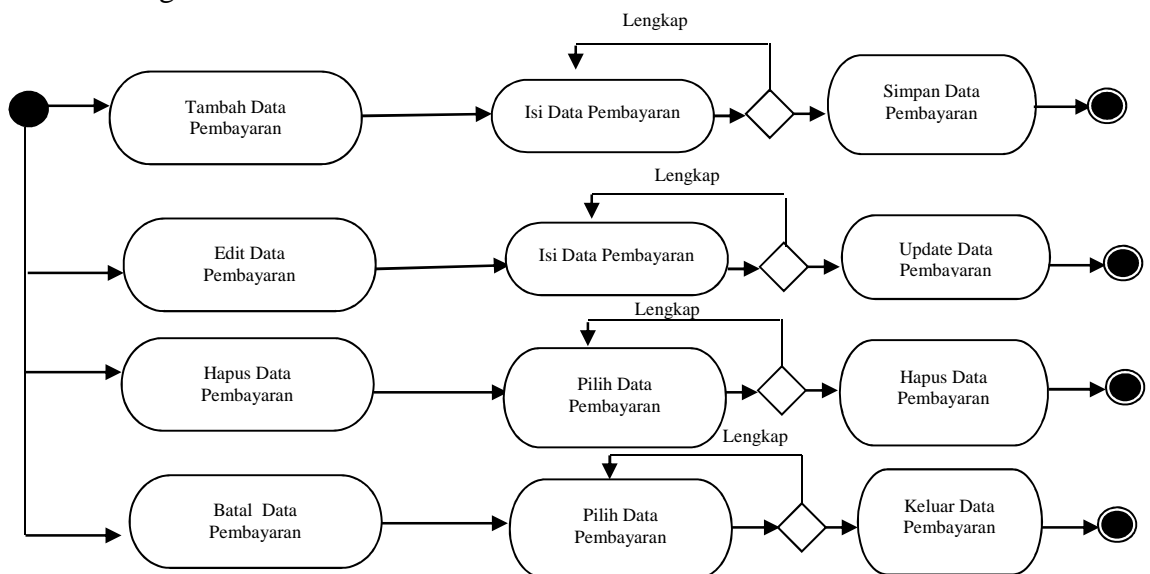 Lengkap
Tambah Data
Pembayaran
Isi Data Pembayaran
Simpan Data
Pembayaran
Lengkap
Edit Data
Pembayaran
Isi Data Pembayaran
Update Data
Pembayaran
Lengkap
Hapus Data
Pembayaran
Pilih Data
Pembayaran
Hapus Data
Pembayaran
Lengkap
Batal Data
Pembayaran
Pilih Data
Pembayaran
Keluar Data
Pembayaran